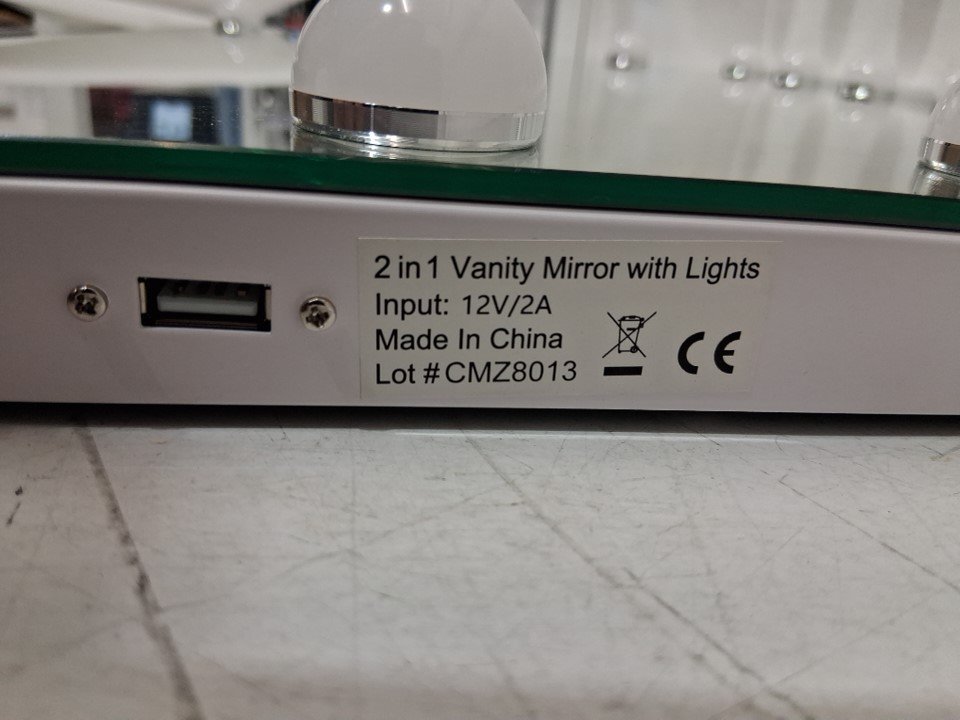 2 in 1 Vanity Mirror with Lights
Input: 12V/2A
Made In China
Lot # CMZ8013
CE